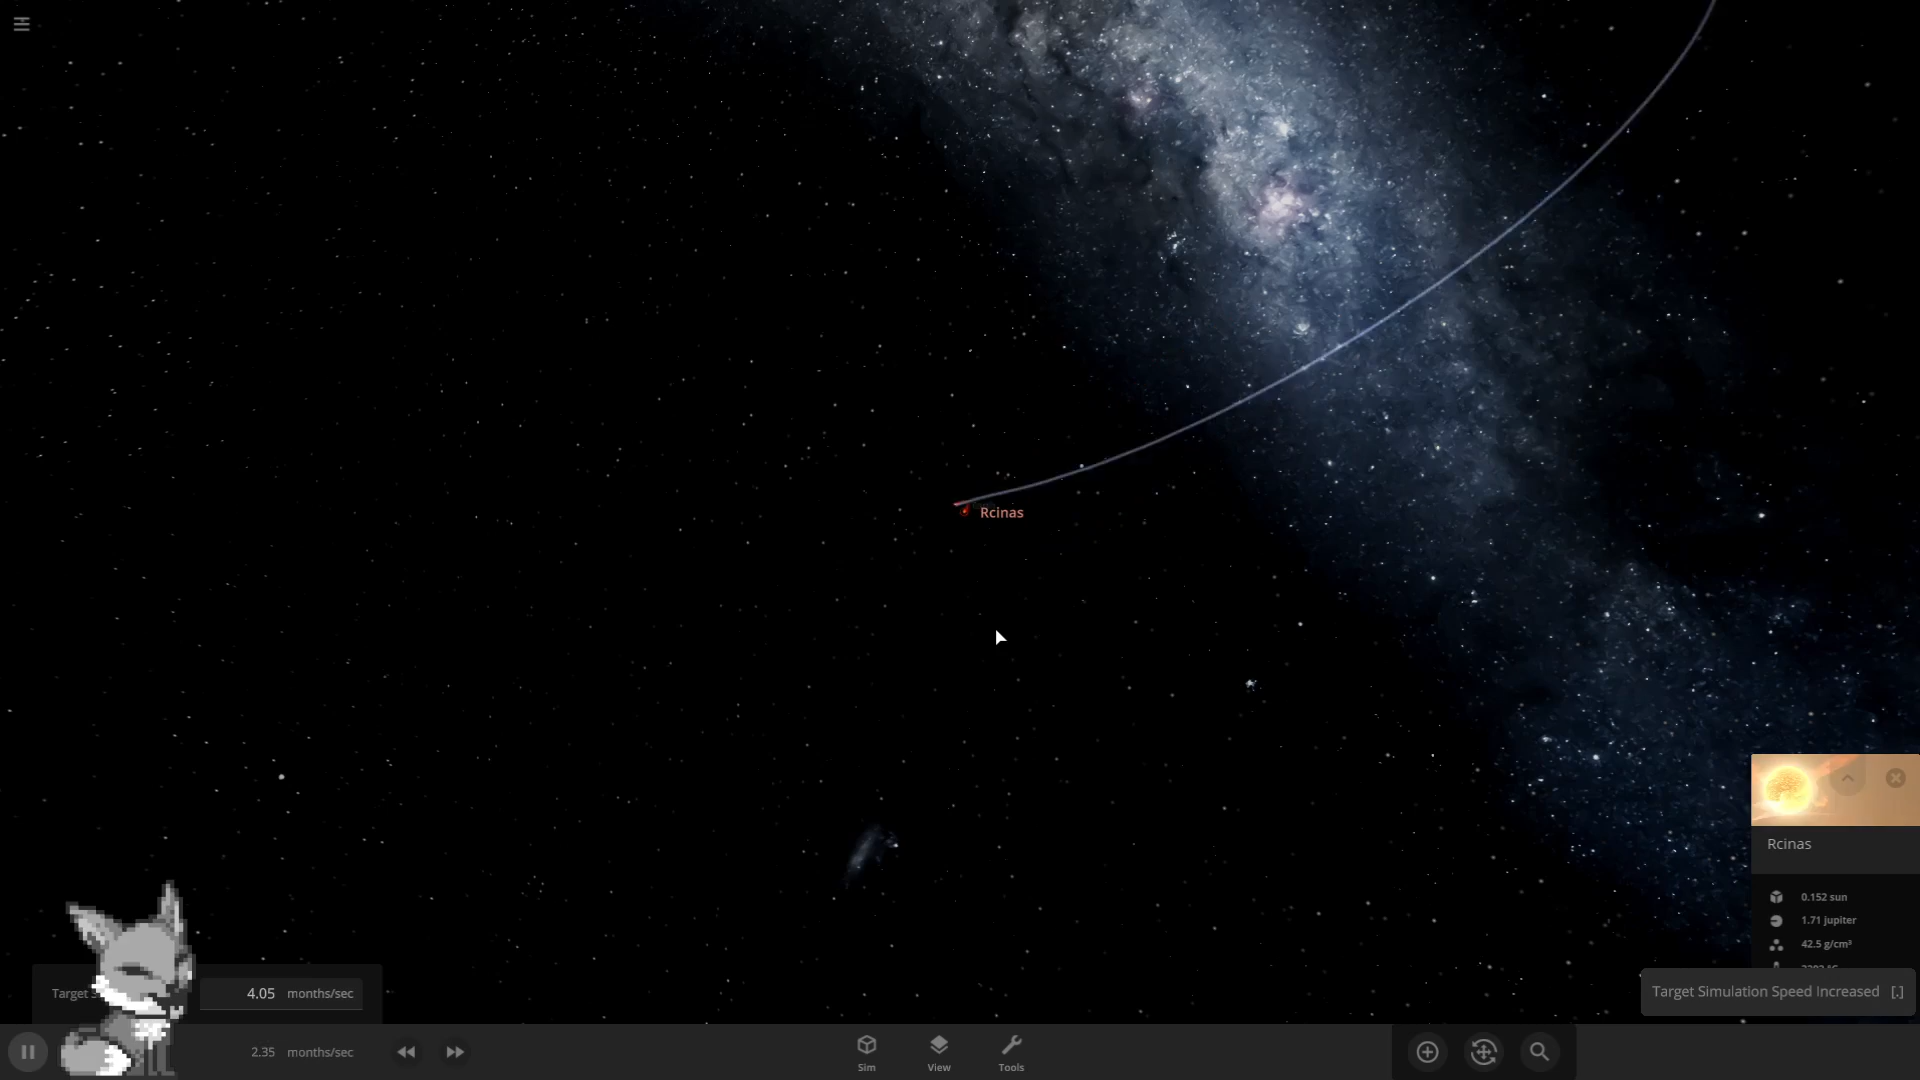 Rcinas
Rcinas
0.152 sun
1.71 jupiter
42.5 g/cm³
Target
4.05 months/sec
Target Simulation Speed Increased [.]
2.35 months/sec
Sim
View
Tools